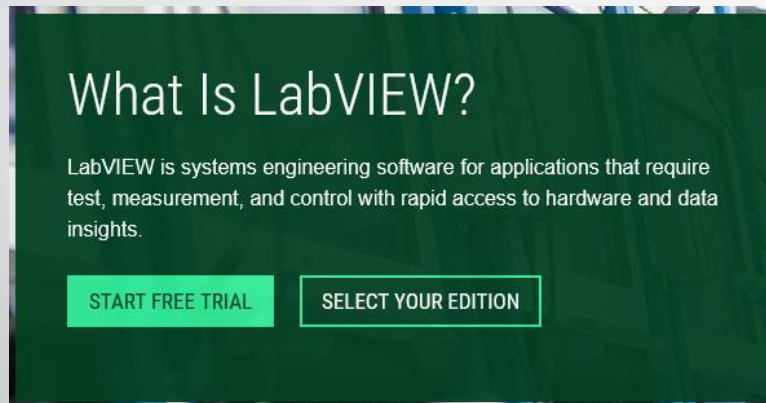 What Is LabVIEW?
LabVIEW is systems engineering software for applications that require
test, measurement, and control with rapid access to hardware and data
insights.
START FREE TRIAL
SELECT YOUR EDITION